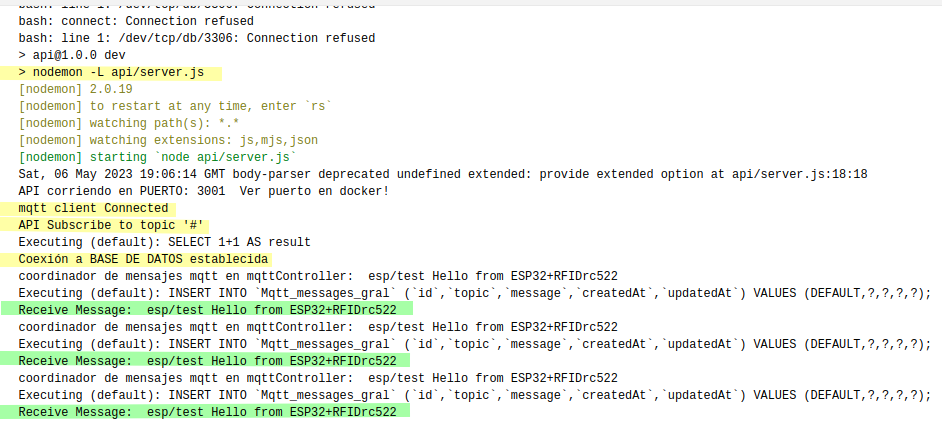 bash: line 1: /dev/tcp/db/3306: Connection refused
bash: connect: Connection refused
bash: line 1: /dev/tcp/db/3306: Connection refused
> api@1.0.0 dev
> nodemon -L api/server.js
[nodemon] 2.0.19
[nodemon] to restart at any time, enter `rs`
[nodemon] watching path(s): *.*
[nodemon] watching extensions: js,mjs,json
[nodemon] starting `node api/server.js`
Sat, 06 May 2023 19:06:14 GMT body-parser deprecated undefined extended: provide extended option at api/server.js:18:18
API corriendo en PUERTO: 3001  Ver puerto en docker!
mqtt client Connected
API Subscribe to topic '#'
Executing (default): SELECT 1+1 AS result
Coexión a BASE DE DATOS establecida
coordinador de mensajes mqtt en mqttController:  esp/test Hello from ESP32+RFIDrc522
Executing (default): INSERT INTO `Mqtt_messages_gral` (`id`,`topic`,`message`,`createdAt`,`updatedAt`) VALUES (DEFAULT,?,?,?,?);
Receive Message:  esp/test Hello from ESP32+RFIDrc522
coordinador de mensajes mqtt en mqttController:  esp/test Hello from ESP32+RFIDrc522
Executing (default): INSERT INTO `Mqtt_messages_gral` (`id`,`topic`,`message`,`createdAt`,`updatedAt`) VALUES (DEFAULT,?,?,?,?);
Receive Message:  esp/test Hello from ESP32+RFIDrc522
coordinador de mensajes mqtt en mqttController:  esp/test Hello from ESP32+RFIDrc522
Executing (default): INSERT INTO `Mqtt_messages_gral` (`id`,`topic`,`message`,`createdAt`,`updatedAt`) VALUES (DEFAULT,?,?,?,?);
Receive Message:  esp/test Hello from ESP32+RFIDrc522